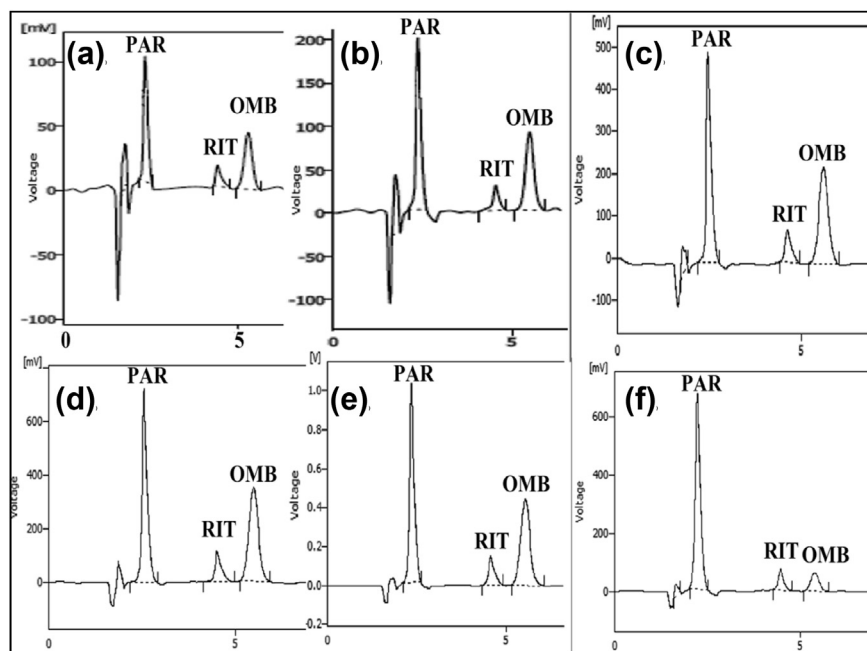 [mV]
(a)
PAR
RIT
OMB
100
50
0
-50
-100
Voltage
0
5
(b)
PAR
RIT
OMB
200
150
100
50
0
-50
-100
Voltage
5
[mV]
(c)
PAR
RIT
OMB
500
400
300
200
100
0
-100
Voltage
0
5
[mV]
(d)
PAR
RIT
OMB
600
400
200
0
Voltage
0
5
[V]
(e)
PAR
RIT
OMB
1.0
0.8
0.6
0.4
0.2
0.0
-0.2
Voltage
5
[mV]
(f)
PAR
RIT
OMB
600
400
200
0
Voltage
0
5